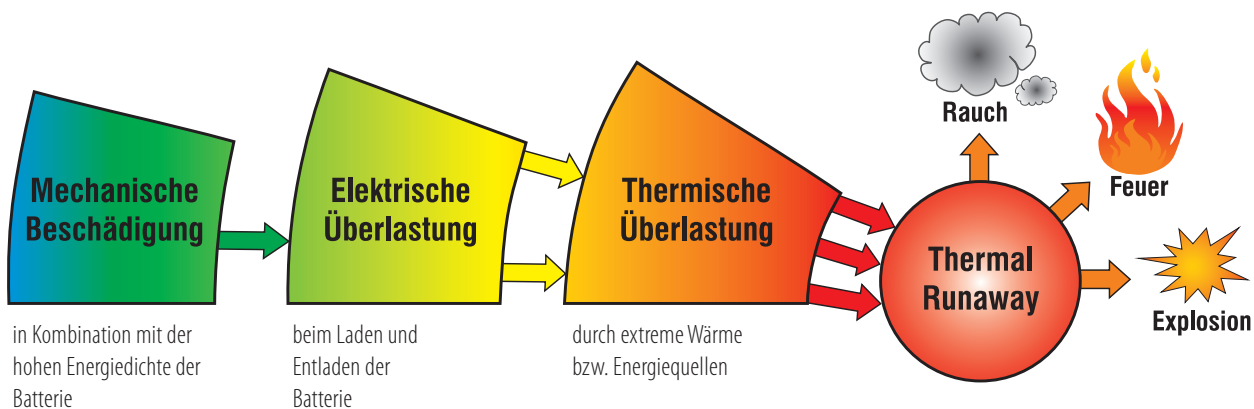 Mechanische
Beschädigung
in Kombination mit der
hohen Energiedichte der
Batterie
Elektrische
Überlastung
beim Laden und
Entladen der
Batterie
Thermische
Überlastung
durch extreme Wärme
bzw. Energiequellen
Thermal
Runaway
Rauch
Feuer
Explosion